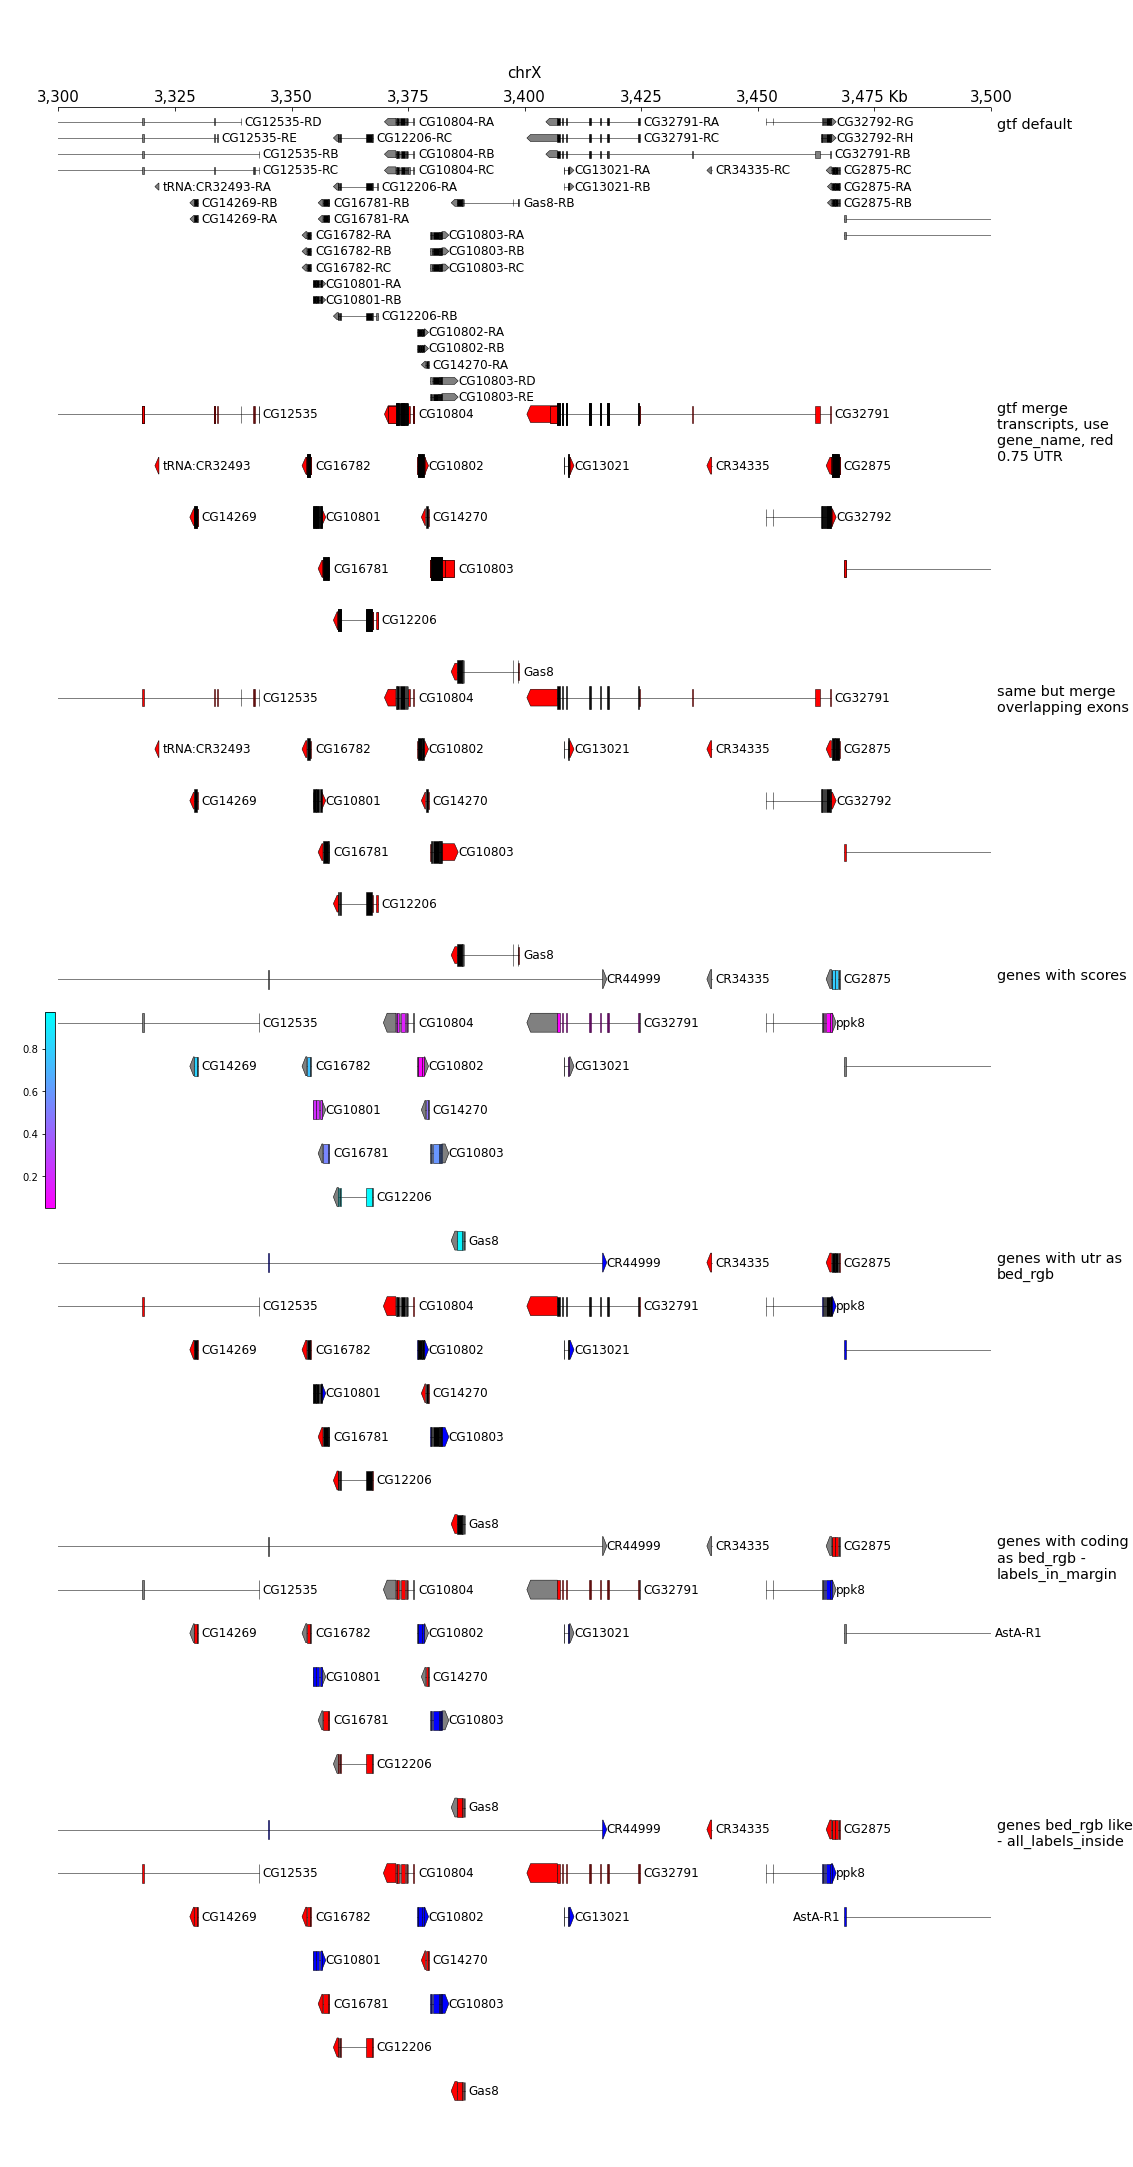 chrX
3,300 3,325 3,350 3,375 3,400 3,425 3,450 3,475 Kb 3,500
CG12535-RD CG10804-RA CG32791-RA CG32792-RG gtf default
CG12535-RE CG12206-RC CG32791-RC CG32792-RH
CG12535-RB CG10804-RB CG32791-RB
CG12535-RC CG10804-RC CG13021-RA CR34335-RC CG2875-RC
tRNA:CR32493-RA CG12206-RA CG13021-RB CG2875-RA
CG14269-RB CG16781-RB Gas8-RB CG2875-RB
CG14269-RA CG16781-RA
CG16782-RA CG10803-RA
CG16782-RB CG10803-RB
CG16782-RC CG10803-RC
CG10801-RA
CG10801-RB
CG12206-RB
CG10802-RA
CG10802-RB
CG14270-RA
CG10803-RD
CG10803-RE
CG12535 CG10804 CG32791
gtf merge
transcripts, use
gene_name, red
0.75 UTR
tRNA:CR32493 CG16782 CG10802 CG13021 CR34335 CG2875
CG14269 CG10801 CG14270 CG32792
CG16781 CG10803
CG12206
Gas8
CG12535 CG10804 CG32791
same but merge
overlapping exons
tRNA:CR32493 CG16782 CG10802 CG13021 CR34335 CG2875
CG14269 CG10801 CG14270 CG32792
CG16781 CG10803
CG12206
Gas8
CR44999 CR34335 CG2875 genes with scores
CG12535 CG10804 CG32791 ppk8
0.8
0.6
0.4
0.2
CG14269 CG16782 CG10802 CG13021
CG10801 CG14270
CG16781 CG10803
CG12206
Gas8
CR44999 CR34335 CG2875
genes with utr as
bed_rgb
CG12535 CG10804 CG32791 ppk8
CG14269 CG16782 CG10802 CG13021
CG10801 CG14270
CG16781 CG10803
CG12206
Gas8
CR44999 CR34335 CG2875
genes with coding
as bed_rgb -
labels_in_margin
CG12535 CG10804 CG32791 ppk8
CG14269 CG16782 CG10802 CG13021 AstA-R1
CG10801 CG14270
CG16781 CG10803
CG12206
Gas8
CR44999 CR34335 CG2875
genes bed_rgb like
- all_labels_inside
CG12535 CG10804 CG32791 ppk8
CG14269 CG16782 CG10802 CG13021 AstA-R1
CG10801 CG14270
CG16781 CG10803
CG12206
Gas8